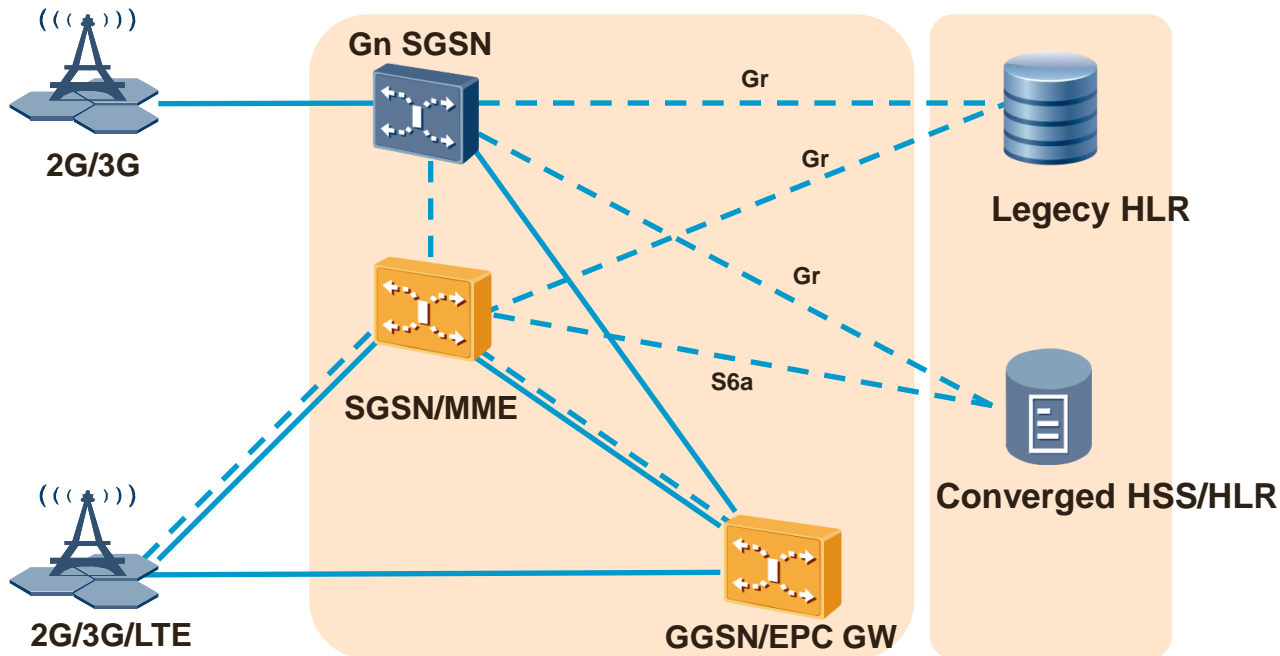 Gn SGSN
Gr
2G/3G
Gr
Legecy HLR
Gr
S6a
SGSN/MME
Converged HSS/HLR
2G/3G/LTE
GGSN/EPC GW